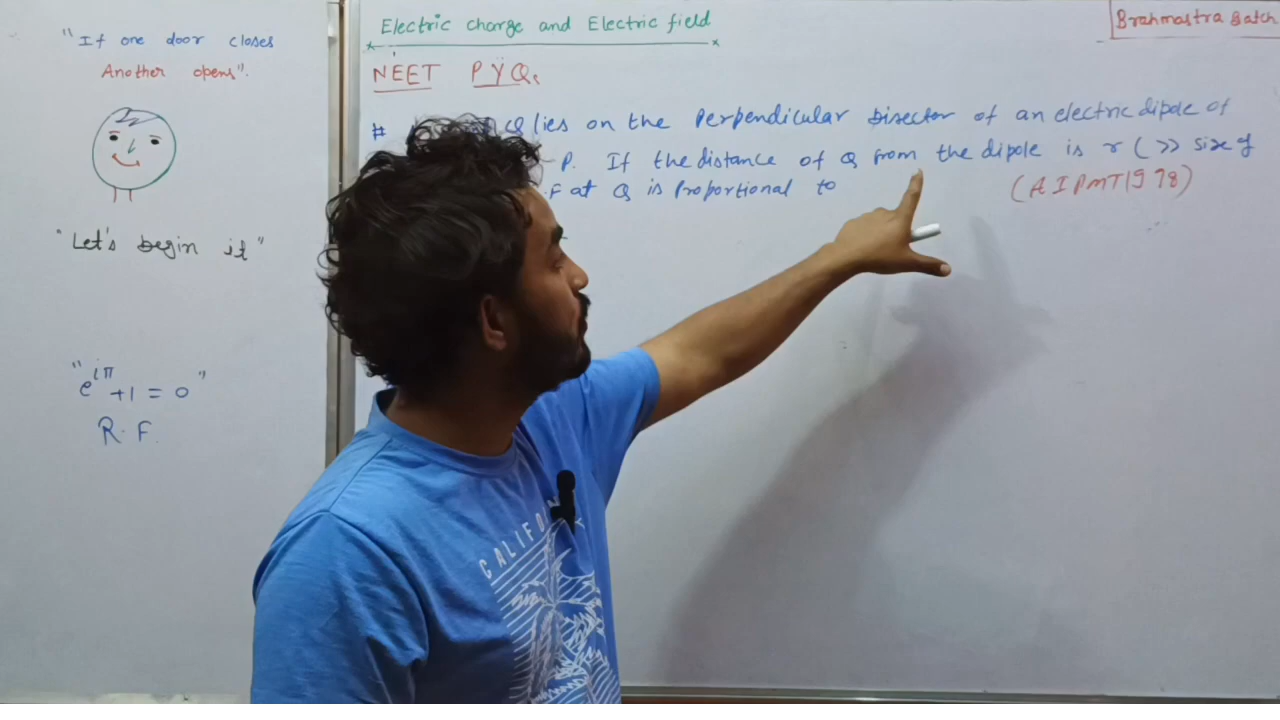 "If one door closes
Another opens".
"Let's begin it"
"e^iπ +1 = 0"
R. F.
Electric charge and Electric field
Brahmastra Batch
NEET PYQs
# Q lies on the Perpendicular Bisector of an electric dipole of
P. If the distance of Q from the dipole is r (>> size of
at Q is Proportional to
(AIPMT 1998)
CALIFO